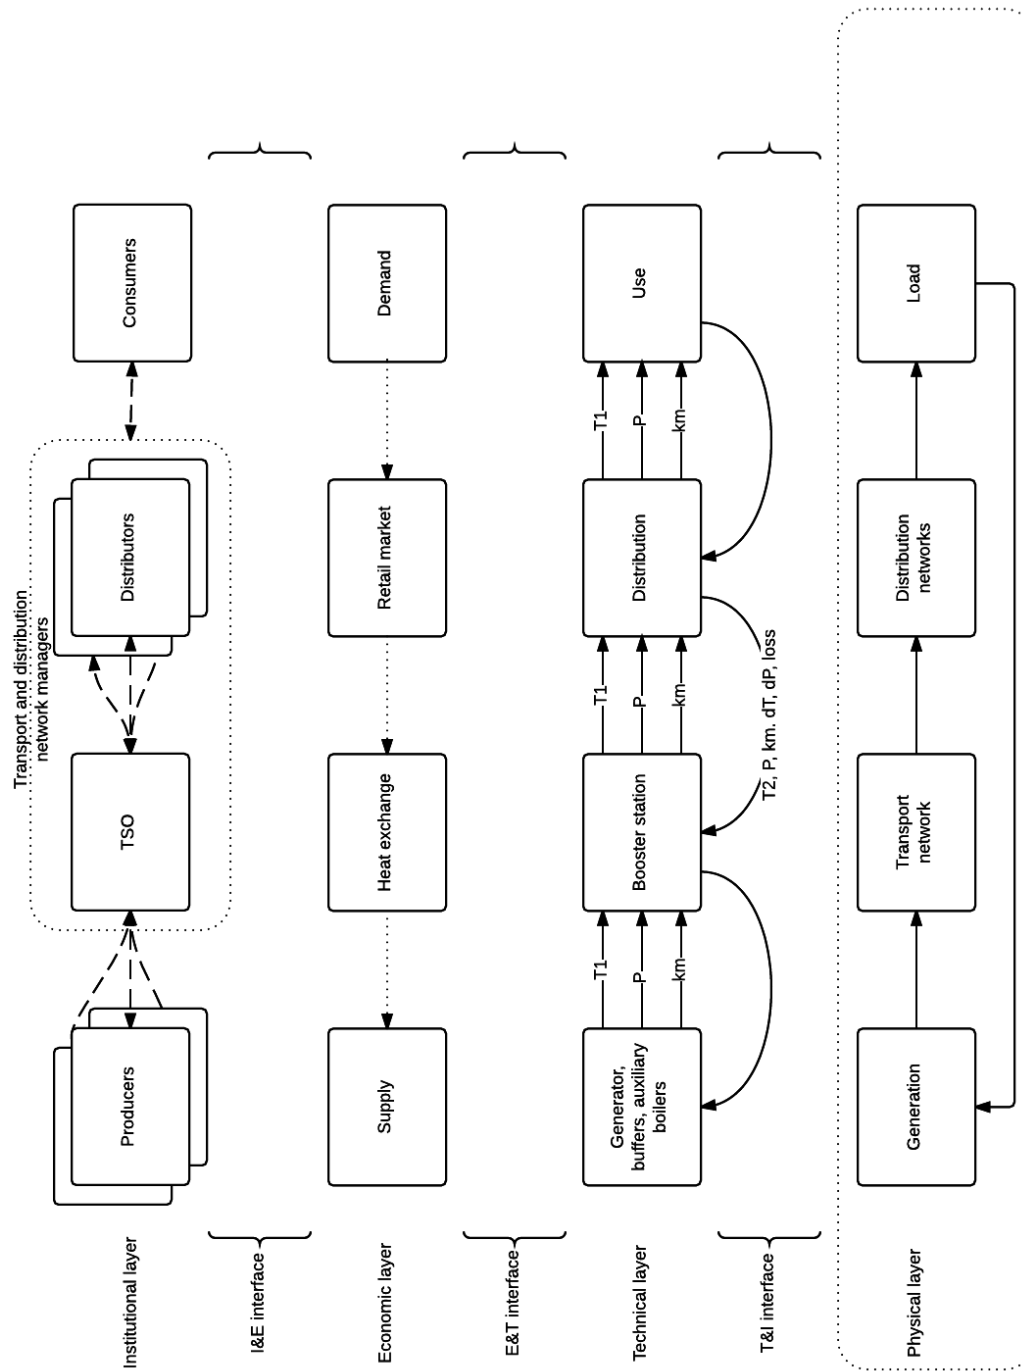 Transport and distribution
network managers
Institutional layer
Producers
TSO
Distributors
Consumers
I&E interface
Economic layer
Supply
Heat exchange
Retail market
Demand
E&T interface
Technical layer
Generator,
buffers, auxiliary
boilers
T1
P
km
Booster station
T1
P
km
Distribution
T1
P
km
Use
T2, P, km. dT, dP, loss
T&I interface
Physical layer
Generation
Transport
network
Distribution
networks
Load